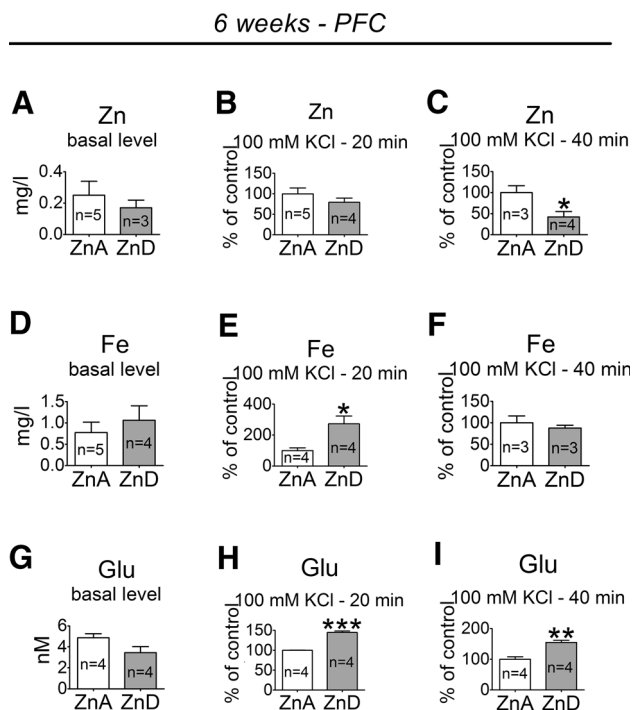 6 weeks - PFC
A
Zn
basal level
mg/l
0.4
0.2
0.0
n=5
n=3
ZnA ZnD
B
Zn
100 mM KCl - 20 min
% of control
150
100
50
0
n=5
n=4
ZnA ZnD
C
Zn
100 mM KCl - 40 min
% of control
150
100
50
0
n=3
*
n=4
ZnA ZnD
D
Fe
basal level
mg/l
1.5
1.0
0.5
0.0
n=5
n=4
ZnA ZnD
E
Fe
100 mM KCl - 20 min
% of control
400
200
0
n=4
*
n=4
ZnA ZnD
F
Fe
100 mM KCl - 40 min
% of control
150
100
50
0
n=3
n=3
ZnA ZnD
G
Glu
basal level
nM
6
4
2
0
n=4
n=4
ZnA ZnD
H
Glu
100 mM KCl - 20 min
% of control
150
100
50
0
n=4
***
n=4
ZnA ZnD
I
Glu
100 mM KCl - 40 min
% of control
200
100
0
n=4
**
n=4
ZnA ZnD